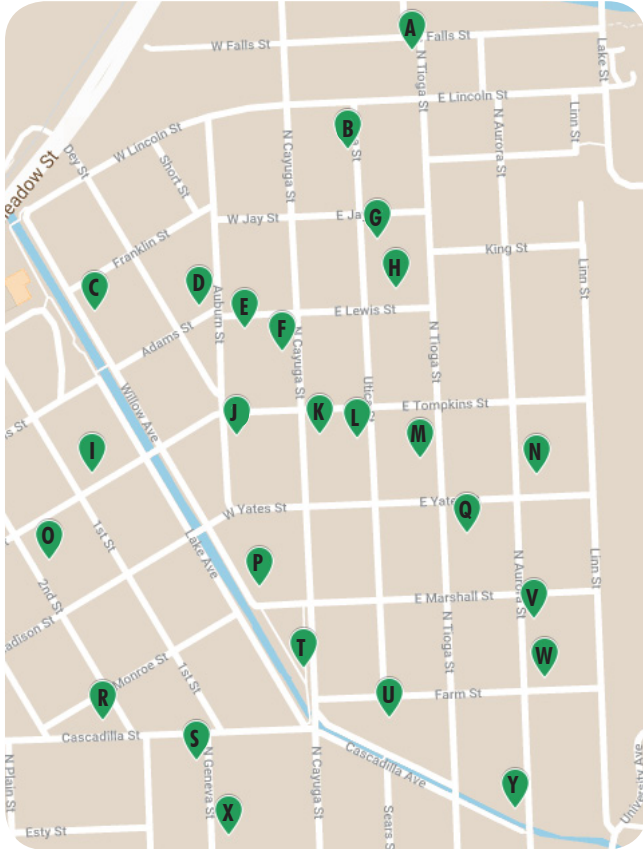 A
W Falls St
Falls St
N Tioga St
Lake St
E Lincoln St
W Lincoln St
B
N Cayuga St
N Aurora St
Linn St
Dey St
Short St
eadow St
W Jay St
E Ja
G
King St
Franklin St
H
Linn St
C
D
E
Auburn St
E Lewis St
F
Adams St
N Cayuga St
N Tioga St
Willow Ave
J
K
L
E Tompkins St
M
I
N
W Yates St
E Yate
Q
O
1st St
Lake Ave
P
N Aurora St
Linn St
2nd St
E Marshall St
V
adison St
N Tioga St
T
W
Monroe St
1st St
R
U
Farm St
Cascadilla St
S
Cascadilla Ave
N Plain St
N Geneva St
N Cayuga St
Y
X
Sears S
University Ave
Esty St